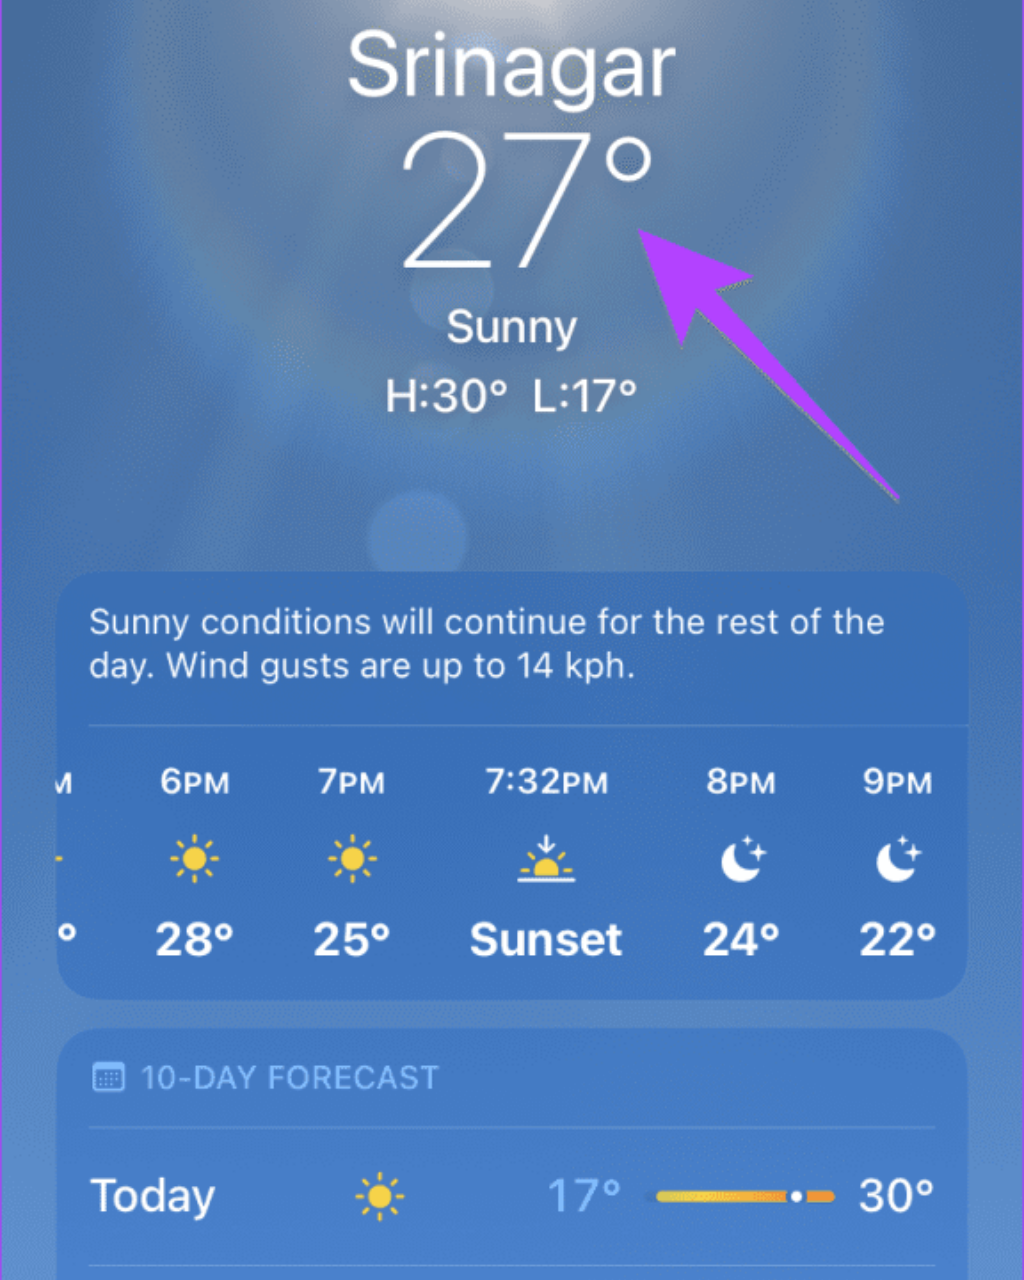 Srinagar
27°
Sunny
H:30° L:17°
Sunny conditions will continue for the rest of the
day. Wind gusts are up to 14 kph.
6PM 7PM 7:32PM 8PM 9PM
28° 25° Sunset 24° 22°
10-DAY FORECAST
Today 17° 30°